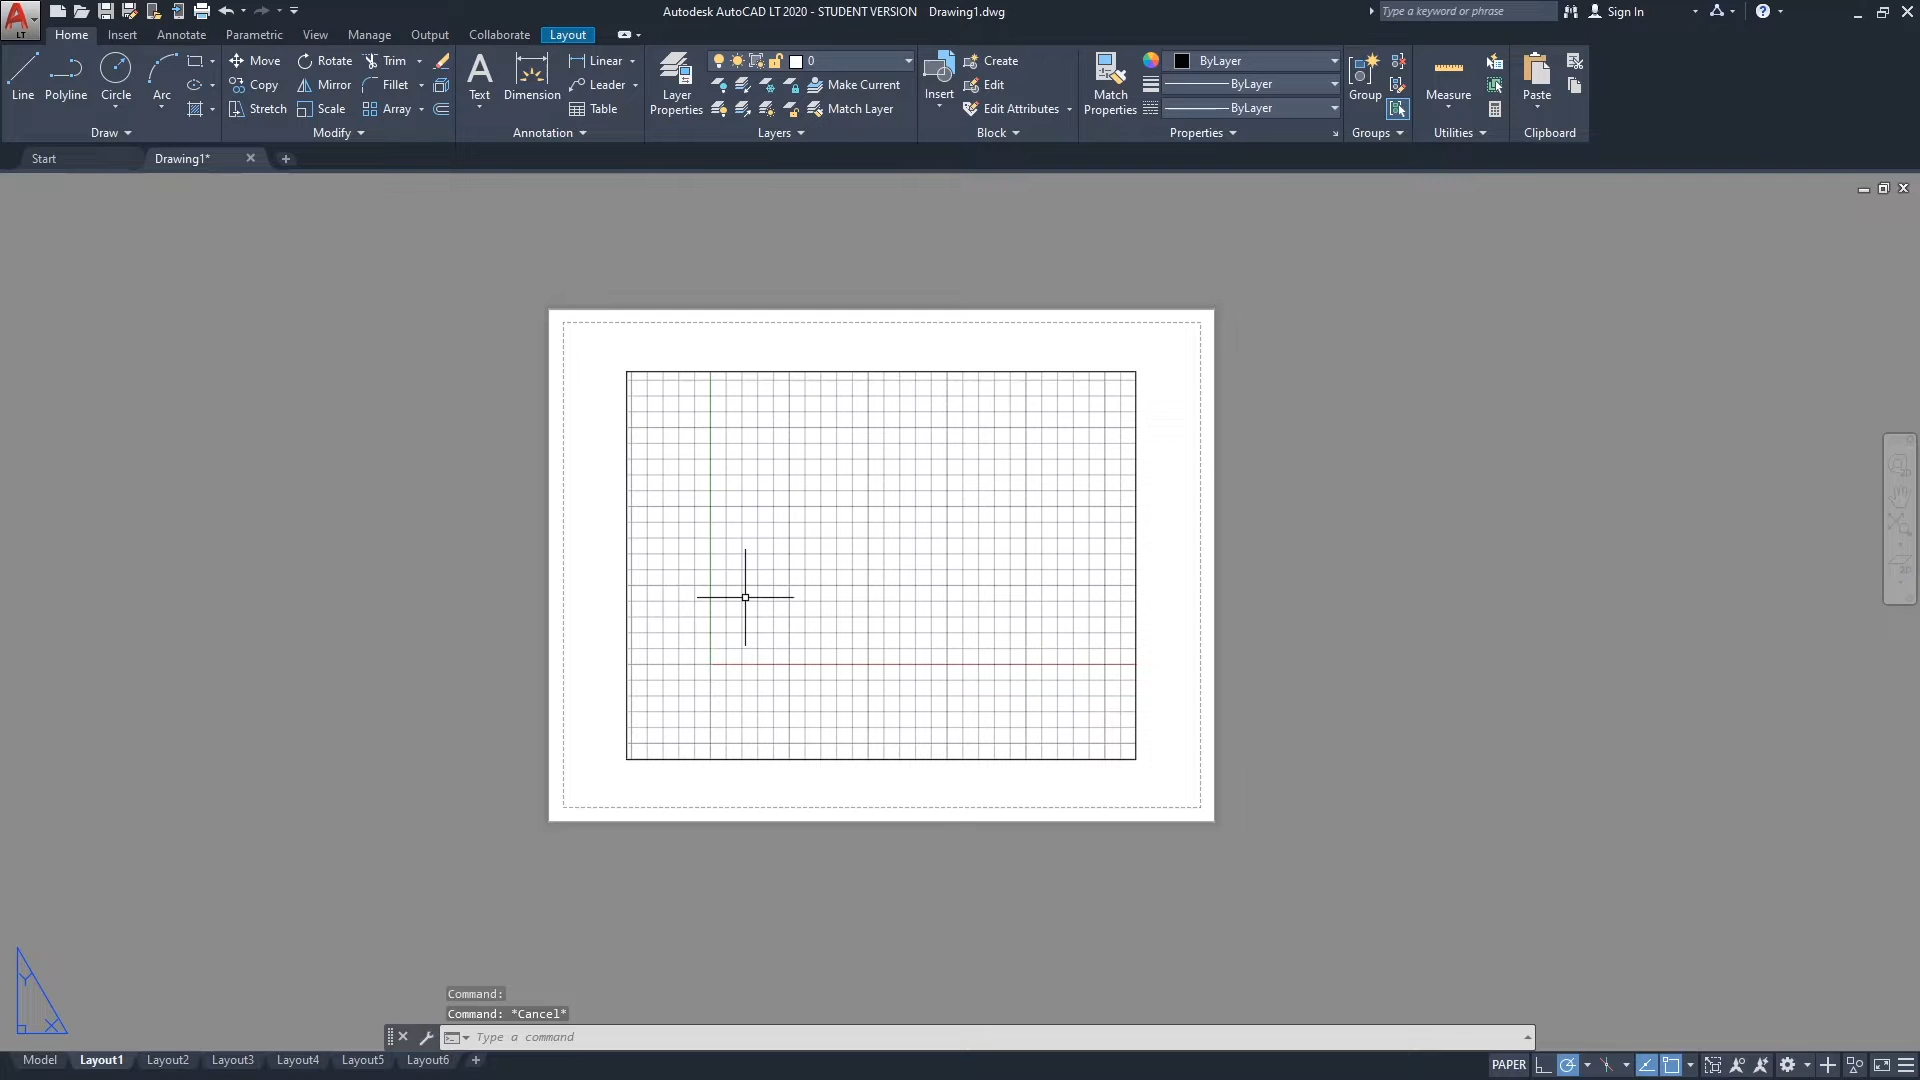 LT
Autodesk AutoCAD LT 2020 - STUDENT VERSION Drawing1.dwg
Type a keyword or phrase
Sign In
Home Insert Annotate Parametric View Manage Output Collaborate Layout
Line
Polyline
Circle
Arc
Draw
Move Rotate Trim
Copy Mirror Fillet
Stretch Scale Array
Modify
Text
Dimension
Linear
Leader
Table
Annotation
Layer
Properties
0
Make Current
Match Layer
Layers
Insert
Create
Edit
Edit Attributes
Block
Match
Properties
ByLayer
ByLayer
ByLayer
Properties
Group
Groups
Measure
Utilities
Paste
Clipboard
Start Drawing1*
Y
X
Command:
Command: *Cancel*
Type a command
Model Layout1 Layout2 Layout3 Layout4 Layout5 Layout6
PAPER